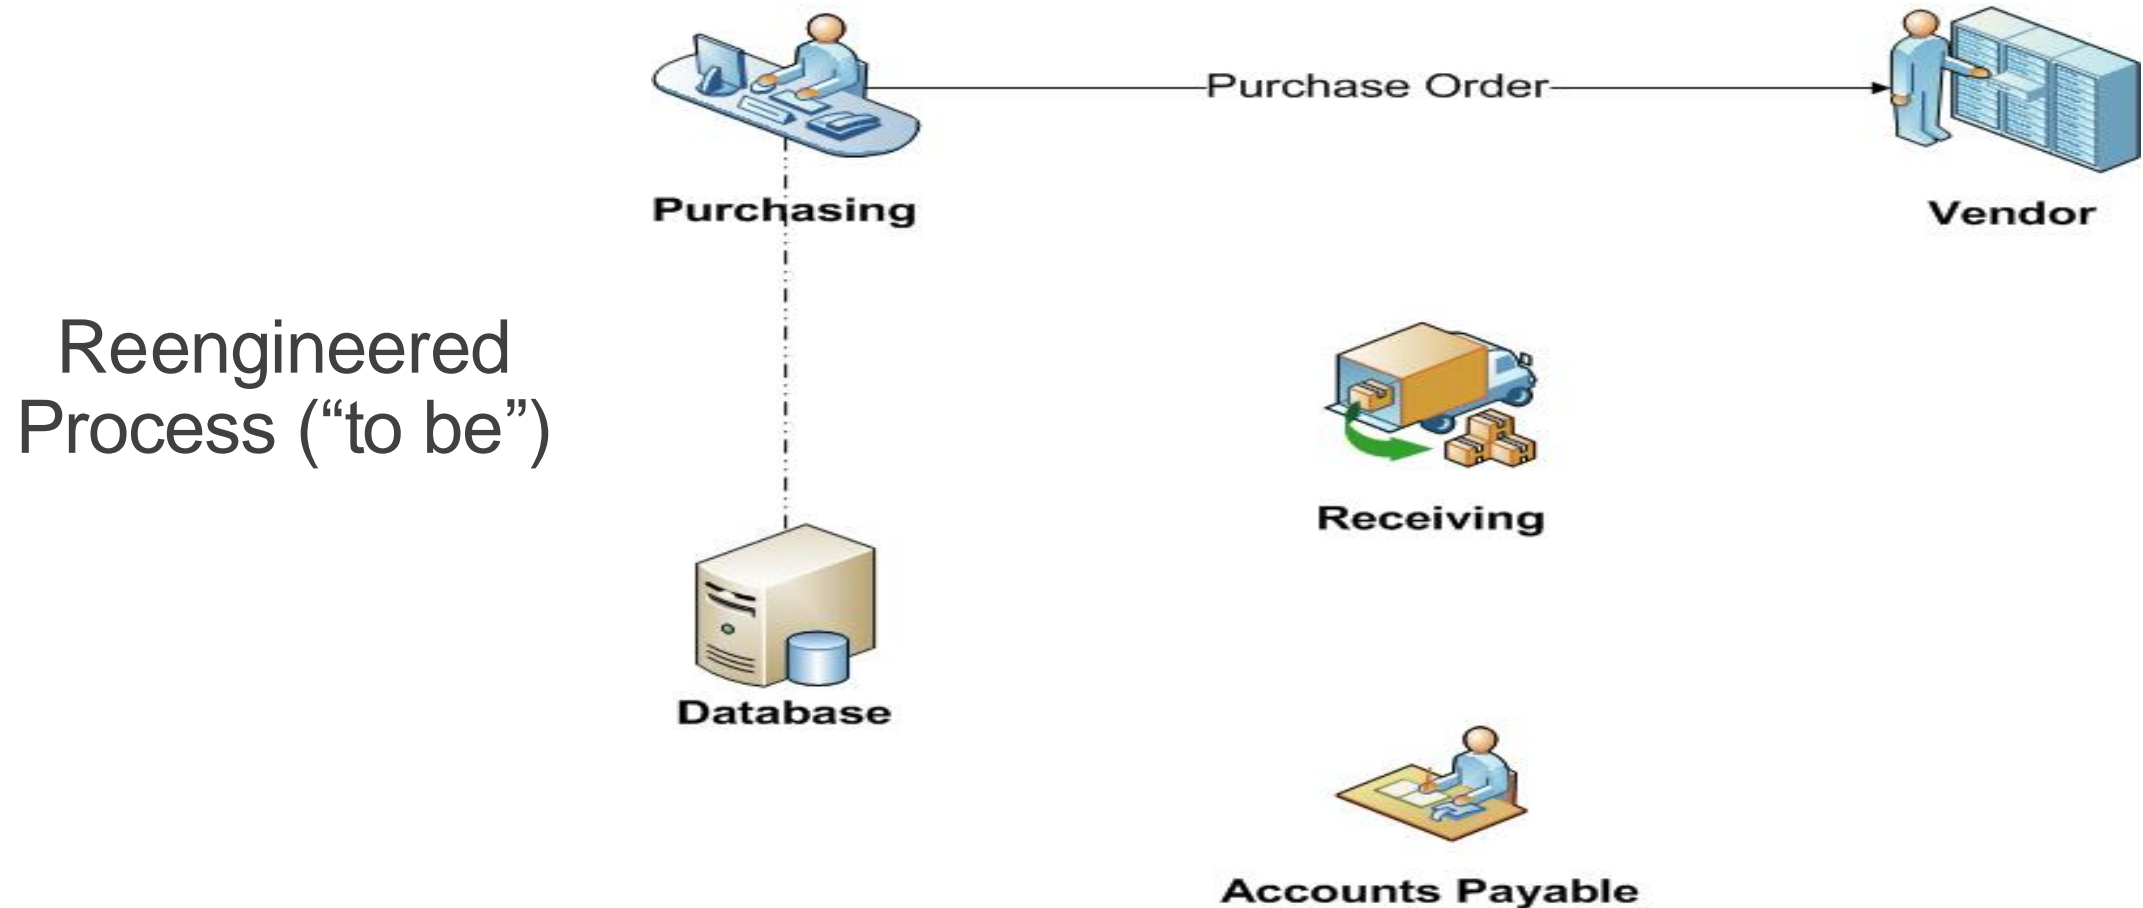 Purchase Order
Purchasing
Vendor
Reengineered
Process (“to be”)
Receiving
Database
Accounts Payable